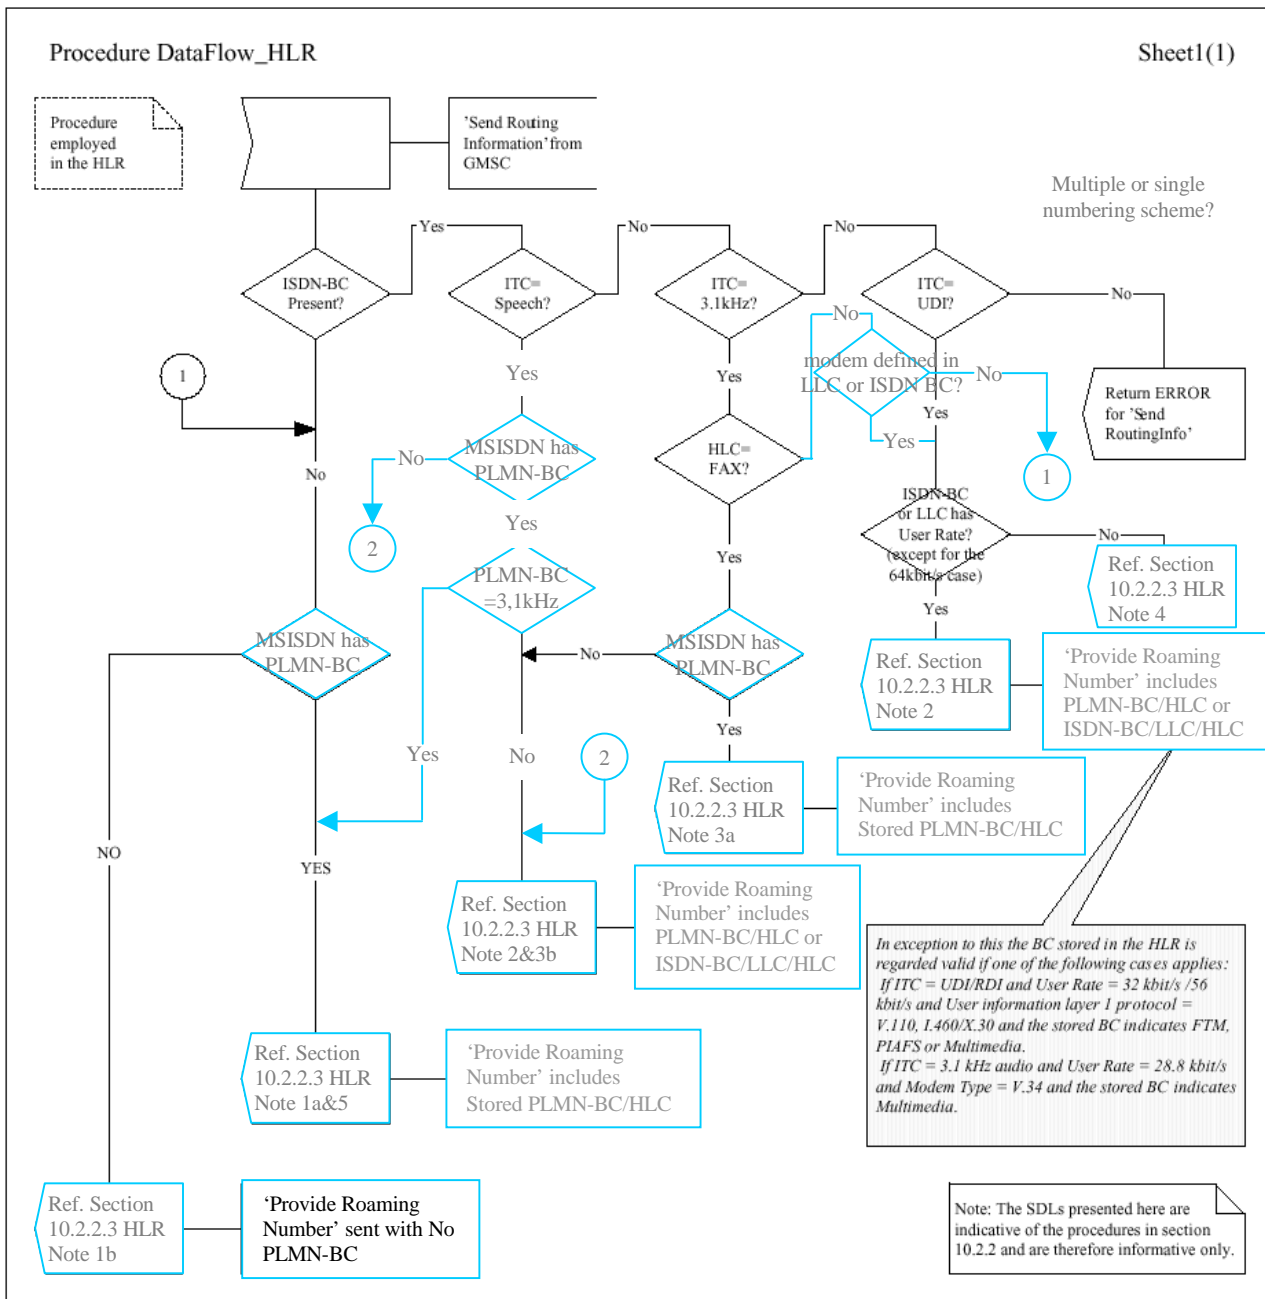 Procedure DataFlow_HLR
Sheet1(1)
Procedure
employed
in the HLR
'Send Routing
Information'from
GMSC
Multiple or single
numbering scheme?
Yes
No
No
ISDN-BC
Present?
ITC=
Speech?
ITC=
3.1kHz?
ITC=
UDI?
No
No
1
Yes
Yes
modem defined in
LLC or ISDN BC?
No
Return ERROR
for 'Send
RoutingInfo'
Yes
Yes
No
MSISDN has
PLMN-BC
No
HLC=
FAX?
1
2
Yes
Yes
ISDN-BC
or LLC has
User Rate?
(except for the
64kbit/s case)
No
PLMN-BC
=3,1kHz
Ref. Section
10.2.2.3 HLR
Note 4
Yes
MSISDN has
PLMN-BC
No
MSISDN has
PLMN-BC
Ref. Section
10.2.2.3 HLR
Note 2
‘Provide Roaming
Number’ includes
PLMN-BC/HLC or
ISDN-BC/LLC/HLC
Yes
Yes
No
2
Ref. Section
10.2.2.3 HLR
Note 3a
‘Provide Roaming
Number’ includes
Stored PLMN-BC/HLC
NO
YES
Ref. Section
10.2.2.3 HLR
Note 2&3b
‘Provide Roaming
Number’ includes
PLMN-BC/HLC or
ISDN-BC/LLC/HLC
In exception to this the BC stored in the HLR is
regarded valid if one of the following cases applies:
If ITC = UDI/RDI and User Rate = 32 kbit/s /56
kbit/s and User information layer 1 protocol =
V.110, I.460/X.30 and the stored BC indicates FTM,
PIAFS or Multimedia.
If ITC = 3.1 kHz audio and User Rate = 28.8 kbit/s
and Modem Type = V.34 and the stored BC indicates
Multimedia.
Ref. Section
10.2.2.3 HLR
Note 1a&5
‘Provide Roaming
Number’ includes
Stored PLMN-BC/HLC
Ref. Section
10.2.2.3 HLR
Note 1b
‘Provide Roaming
Number’ sent with No
PLMN-BC
Note: The SDLs presented here are
indicative of the procedures in section
10.2.2 and are therefore informative only.